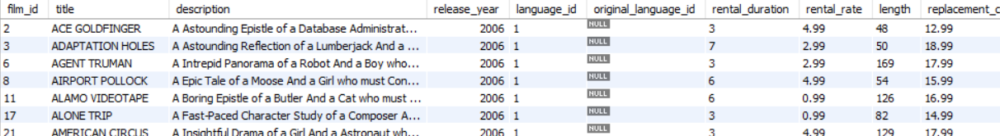 film_id title description release_year language_id original_language_id rental_duration rental_rate length replacement_c
2 ACE GOLDFINGER A Astounding Epistle of a Database Administrat... 2006 1 NULL 3 4.99 48 12.99
3 ADAPTATION HOLES A Astounding Reflection of a Lumberjack And a ... 2006 1 NULL 7 2.99 50 18.99
6 AGENT TRUMAN A Intrepid Panorama of a Robot And a Boy who... 2006 1 NULL 3 2.99 169 17.99
8 AIRPORT POLLOCK A Epic Tale of a Moose And a Girl who must Con... 2006 1 NULL 6 4.99 54 15.99
11 ALAMO VIDEOTAPE A Boring Epistle of a Butler And a Cat who must ... 2006 1 NULL 6 0.99 126 16.99
17 ALONE TRIP A Fast-Paced Character Study of a Composer A... 2006 1 NULL 3 0.99 82 14.99
21 AMERICAN CIRCUS A Insightful Drama of a Girl And a Astronaut wh... 2006 1 NULL 3 4.99 129 17.99